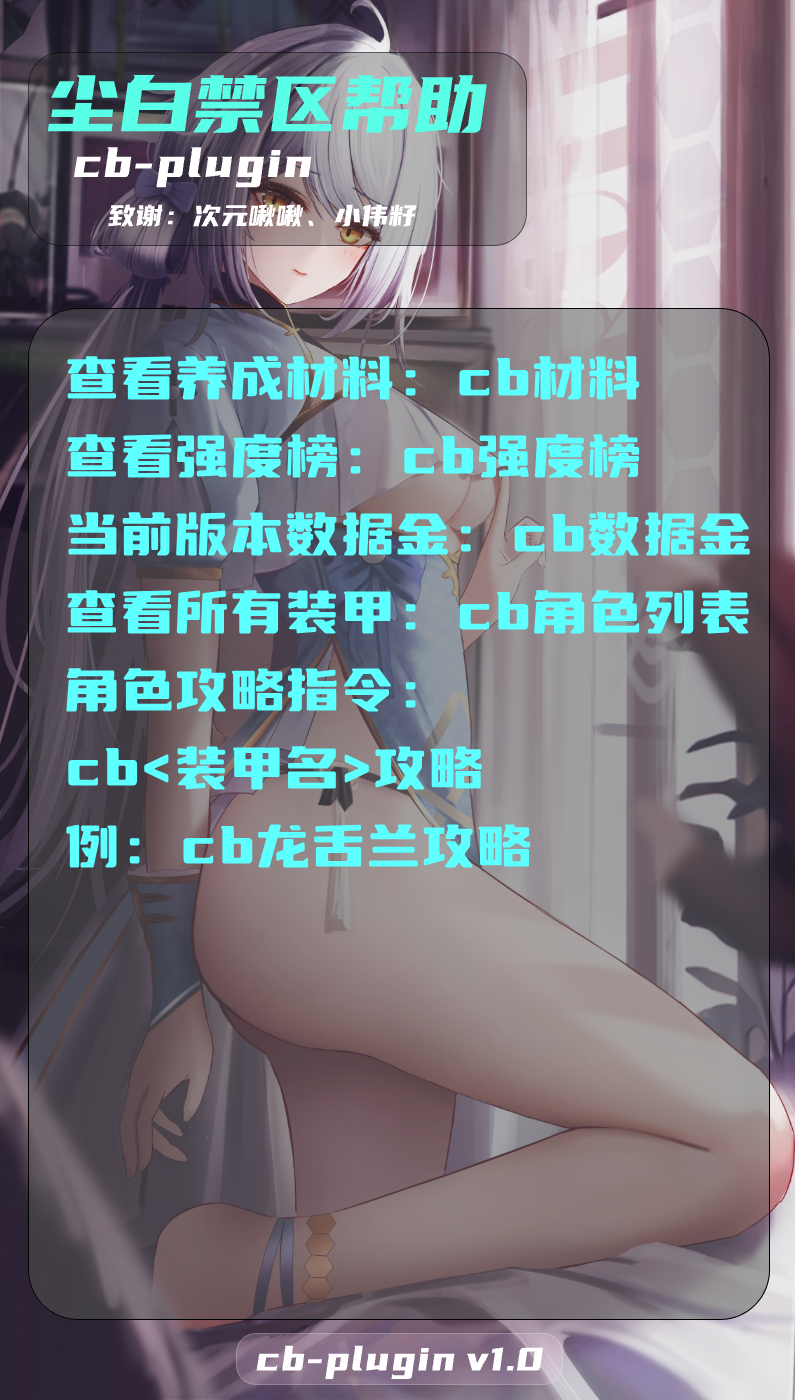 尘白禁区帮助
cb-plugin
致谢：次元啾啾、小伟籽
查看养成材料：cb材料
查看强度榜：cb强度榜
当前版本数据金：cb数据金
查看所有装甲：cb角色列表
角色攻略指令：
cb<装甲名>攻略
例：cb龙舌兰攻略
cb-plugin v1.0